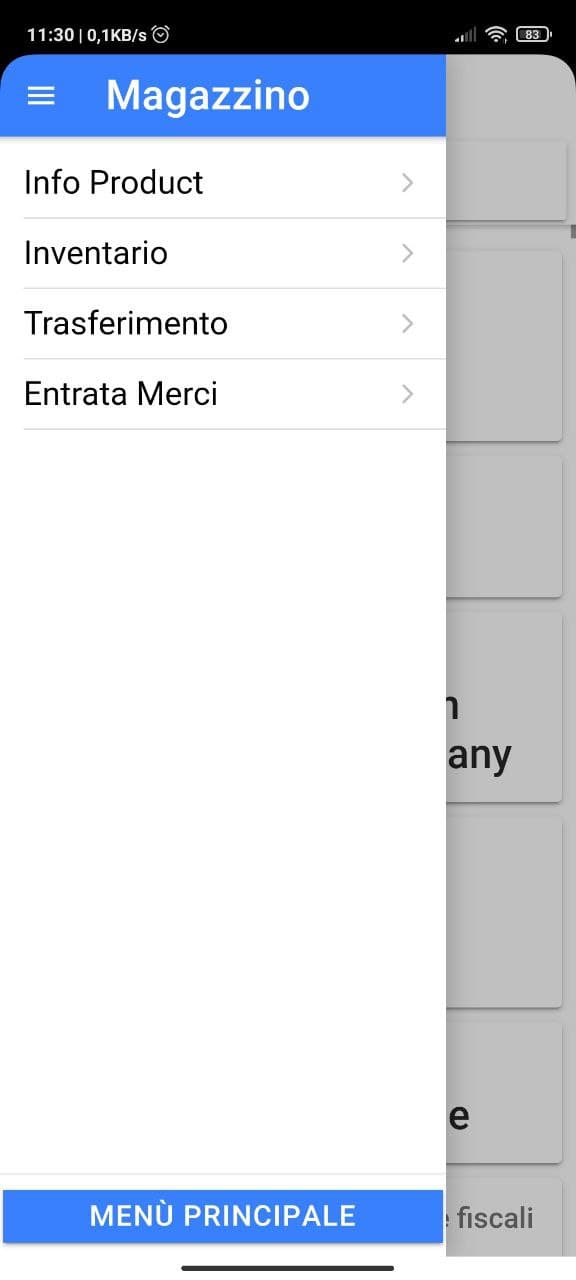 11:30 | 0,1KB/s
83
Magazzino
Info Product
Inventario
Trasferimento
Entrata Merci
any
MENÙ PRINCIPALE
fiscali